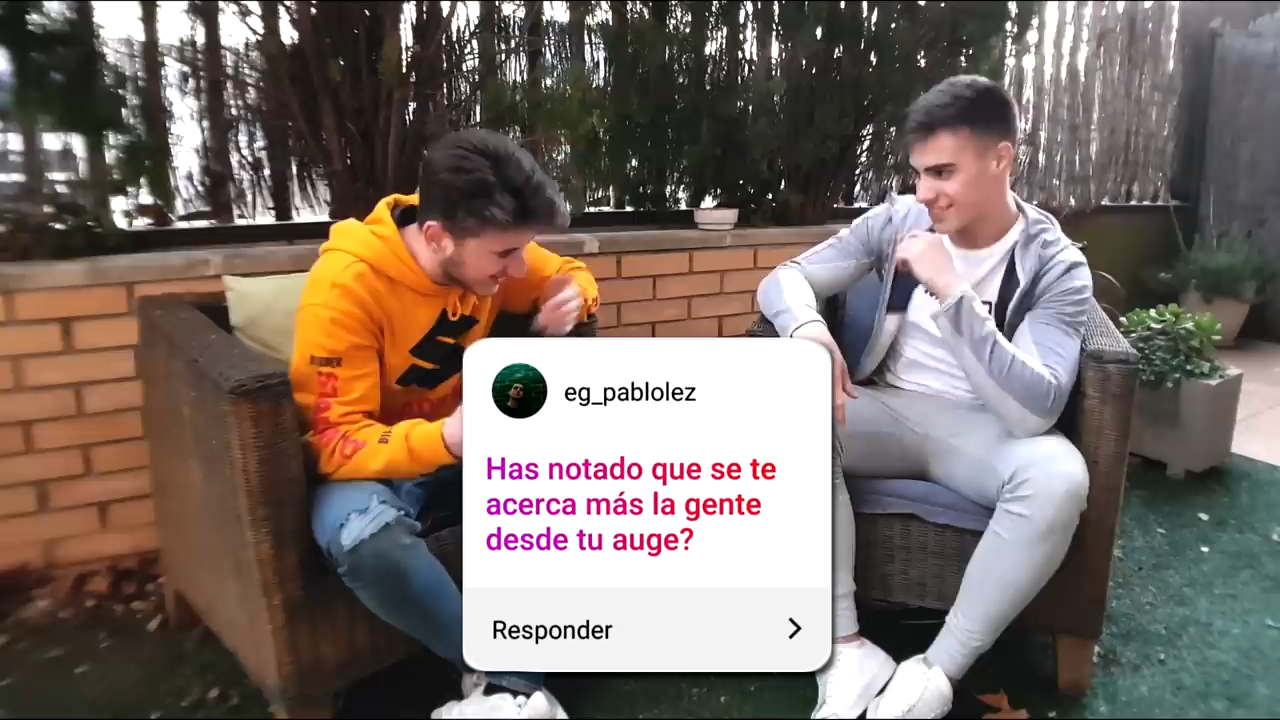 eg_pablolez
Has notado que se te
acerca más la gente
desde tu auge?
Responder